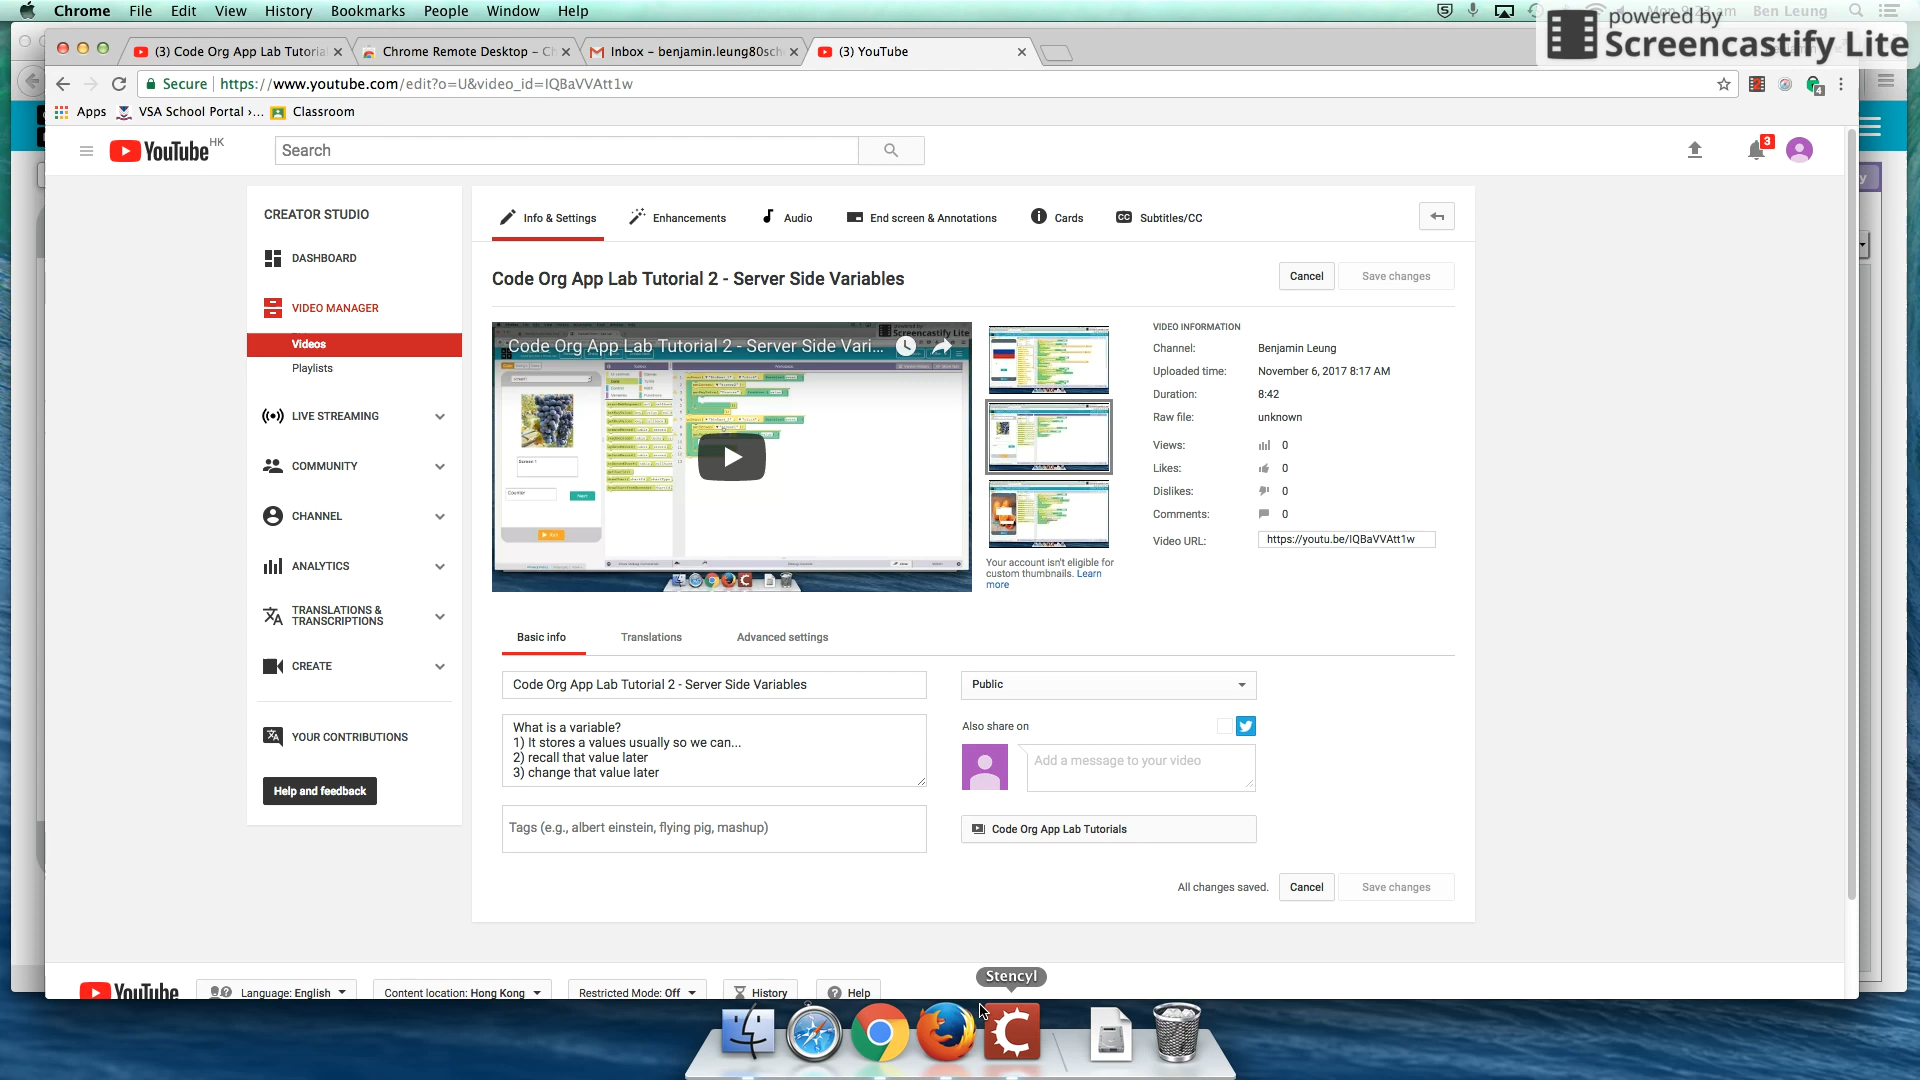 Chrome File Edit View History Bookmarks People Window Help
Mon 9:23 am Ben Leung
powered by
Screencastify Lite
(3) Code Org App Lab Tutorial
Chrome Remote Desktop – Ch
Inbox – benjamin.leung80sch
(3) YouTube
Secure https://www.youtube.com/edit?o=U&video_id=IQBaVVAtt1w
4
Apps VSA School Portal ›... Classroom
YouTube HK
Search
3
CREATOR STUDIO
DASHBOARD
VIDEO MANAGER
Videos
Playlists
LIVE STREAMING
COMMUNITY
CHANNEL
ANALYTICS
TRANSLATIONS &
TRANSCRIPTIONS
CREATE
YOUR CONTRIBUTIONS
Help and feedback
Info & Settings Enhancements Audio End screen & Annotations Cards CC Subtitles/CC
Code Org App Lab Tutorial 2 - Server Side Variables
Cancel Save changes
Screencastify Lite
Code Org App Lab Tutorial 2 - Server Side Vari...
Your account isn't eligible for
custom thumbnails. Learn
more
VIDEO INFORMATION
Channel: Benjamin Leung
Uploaded time: November 6, 2017 8:17 AM
Duration: 8:42
Raw file: unknown
Views: 0
Likes: 0
Dislikes: 0
Comments: 0
Video URL: https://youtu.be/IQBaVVAtt1w
Basic info Translations Advanced settings
Code Org App Lab Tutorial 2 - Server Side Variables
What is a variable?
1) It stores a values usually so we can...
2) recall that value later
3) change that value later
Tags (e.g., albert einstein, flying pig, mashup)
Public
Also share on
Add a message to your video
Code Org App Lab Tutorials
All changes saved. Cancel Save changes
Stencyl
YouTube Language: English Content location: Hong Kong Restricted Mode: Off History Help